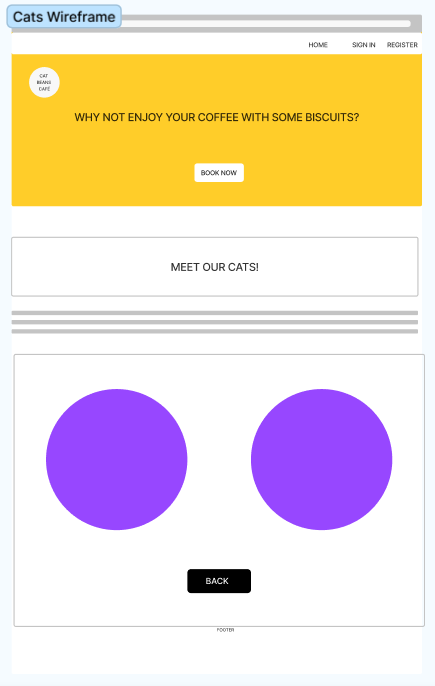 Cats Wireframe
HOME SIGN IN REGISTER
CAT
BEANS
CAFÉ
WHY NOT ENJOY YOUR COFFEE WITH SOME BISCUITS?
BOOK NOW
MEET OUR CATS!
BACK
FOOTER